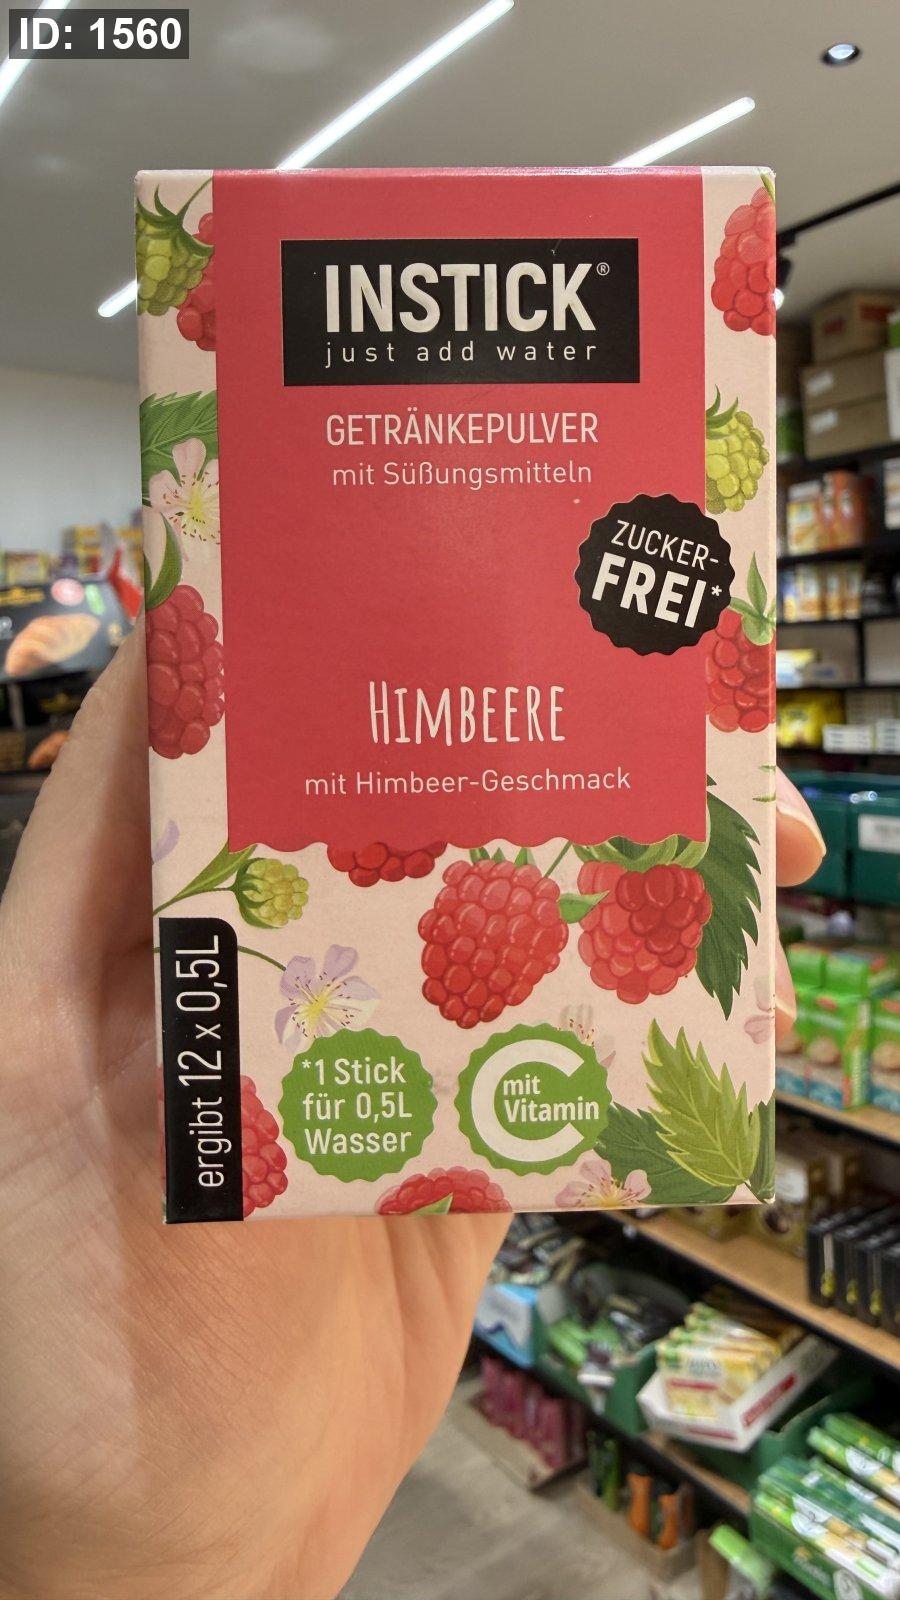 ID: 1560
INSTICK®
just add water
GETRÄNKEPULVER
mit Süßungsmitteln
ZUCKER-
FREI*
HIMBEERE
mit Himbeer-Geschmack
ergibt 12 x 0,5L
*1 Stick
für 0,5L
Wasser
C
mit
Vitamin